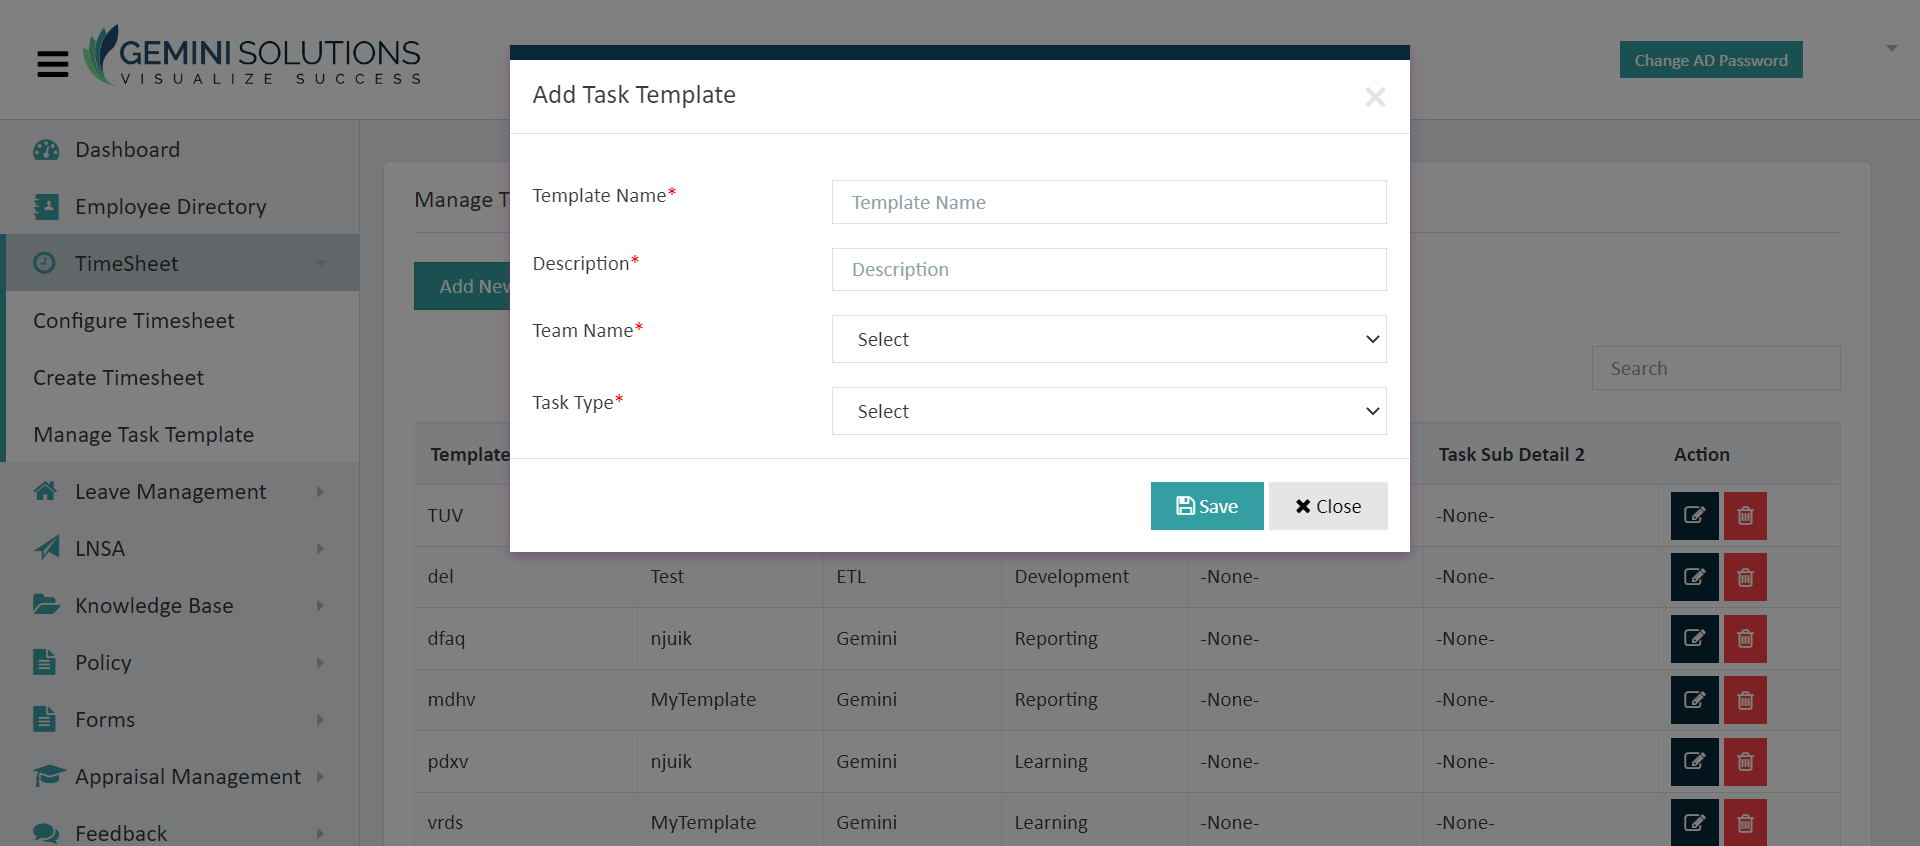 GEMINI SOLUTIONS
VISUALIZE SUCCESS
Change AD Password
Dashboard
Employee Directory
TimeSheet
Configure Timesheet
Create Timesheet
Manage Task Template
Leave Management
LNSA
Knowledge Base
Policy
Forms
Appraisal Management
Feedback
Manage T
Add New
Search
Add Task Template
Template Name*
Template Name
Description*
Description
Team Name*
Select
Task Type*
Select
Save Close
Template Task Sub Detail 2 Action
TUV -None-
del Test ETL Development -None- -None-
dfaq njuik Gemini Reporting -None- -None-
mdhv MyTemplate Gemini Reporting -None- -None-
pdxv njuik Gemini Learning -None- -None-
vrds MyTemplate Gemini Learning -None- -None-